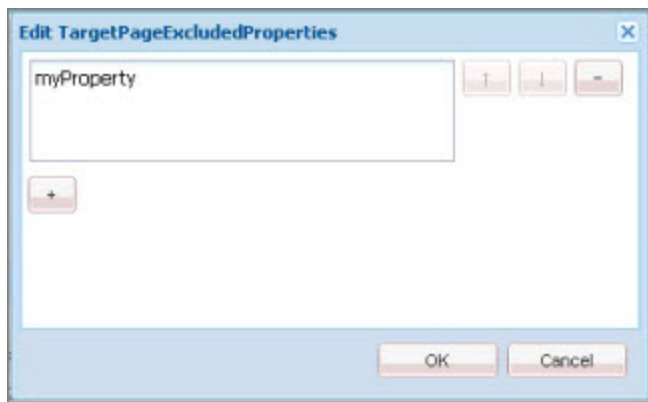 Edit TargetPageExcludedProperties
myProperty
↑ ↓ -
+
OK Cancel